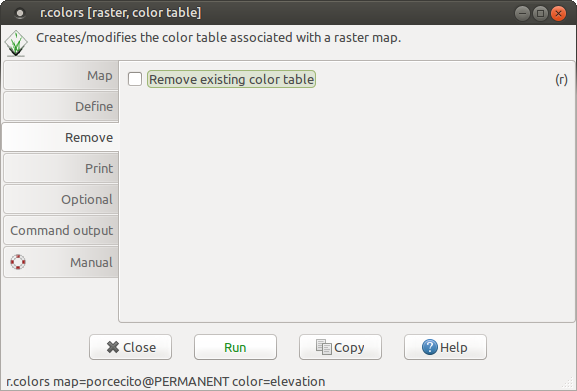 r.colors [raster, color table]
Creates/modifies the color table associated with a raster map.
Map
Define
Remove
Print
Optional
Command output
Manual
Remove existing color table (r)
Close Run Copy Help
r.colors map=porcecito@PERMANENT color=elevation